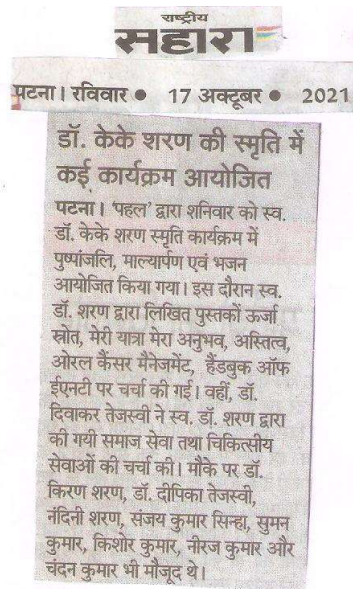 राष्ट्रीय
सहारा
पटना। रविवार • 17 अक्टूबर • 2021
डॉ. केके शरण की स्मृति में
कई कार्यक्रम आयोजित
पटना। 'पहल' द्वारा शनिवार को स्व.
डॉ. केके शरण स्मृति कार्यक्रम में
पुष्पांजलि, माल्यार्पण एवं भजन
आयोजित किया गया। इस दौरान स्व.
डॉ. शरण द्वारा लिखित पुस्तकों ऊर्जा
स्रोत, मेरी यात्रा मेरा अनुभव, अस्तित्व,
ओरल कैंसर मैनेजमेंट, हैंडबुक ऑफ
ईएनटी पर चर्चा की गई। वहीं, डॉ.
दिवाकर तेजस्वी ने स्व. डॉ. शरण द्वारा
की गयी समाज सेवा तथा चिकित्सीय
सेवाओं की चर्चा की। मौके पर डॉ.
किरण शरण, डॉ. दीपिका तेजस्वी,
नंदिनी शरण, संजय कुमार सिन्हा, सुमन
कुमार, किशोर कुमार, नीरज कुमार और
चंदन कुमार भी मौजूद थे।